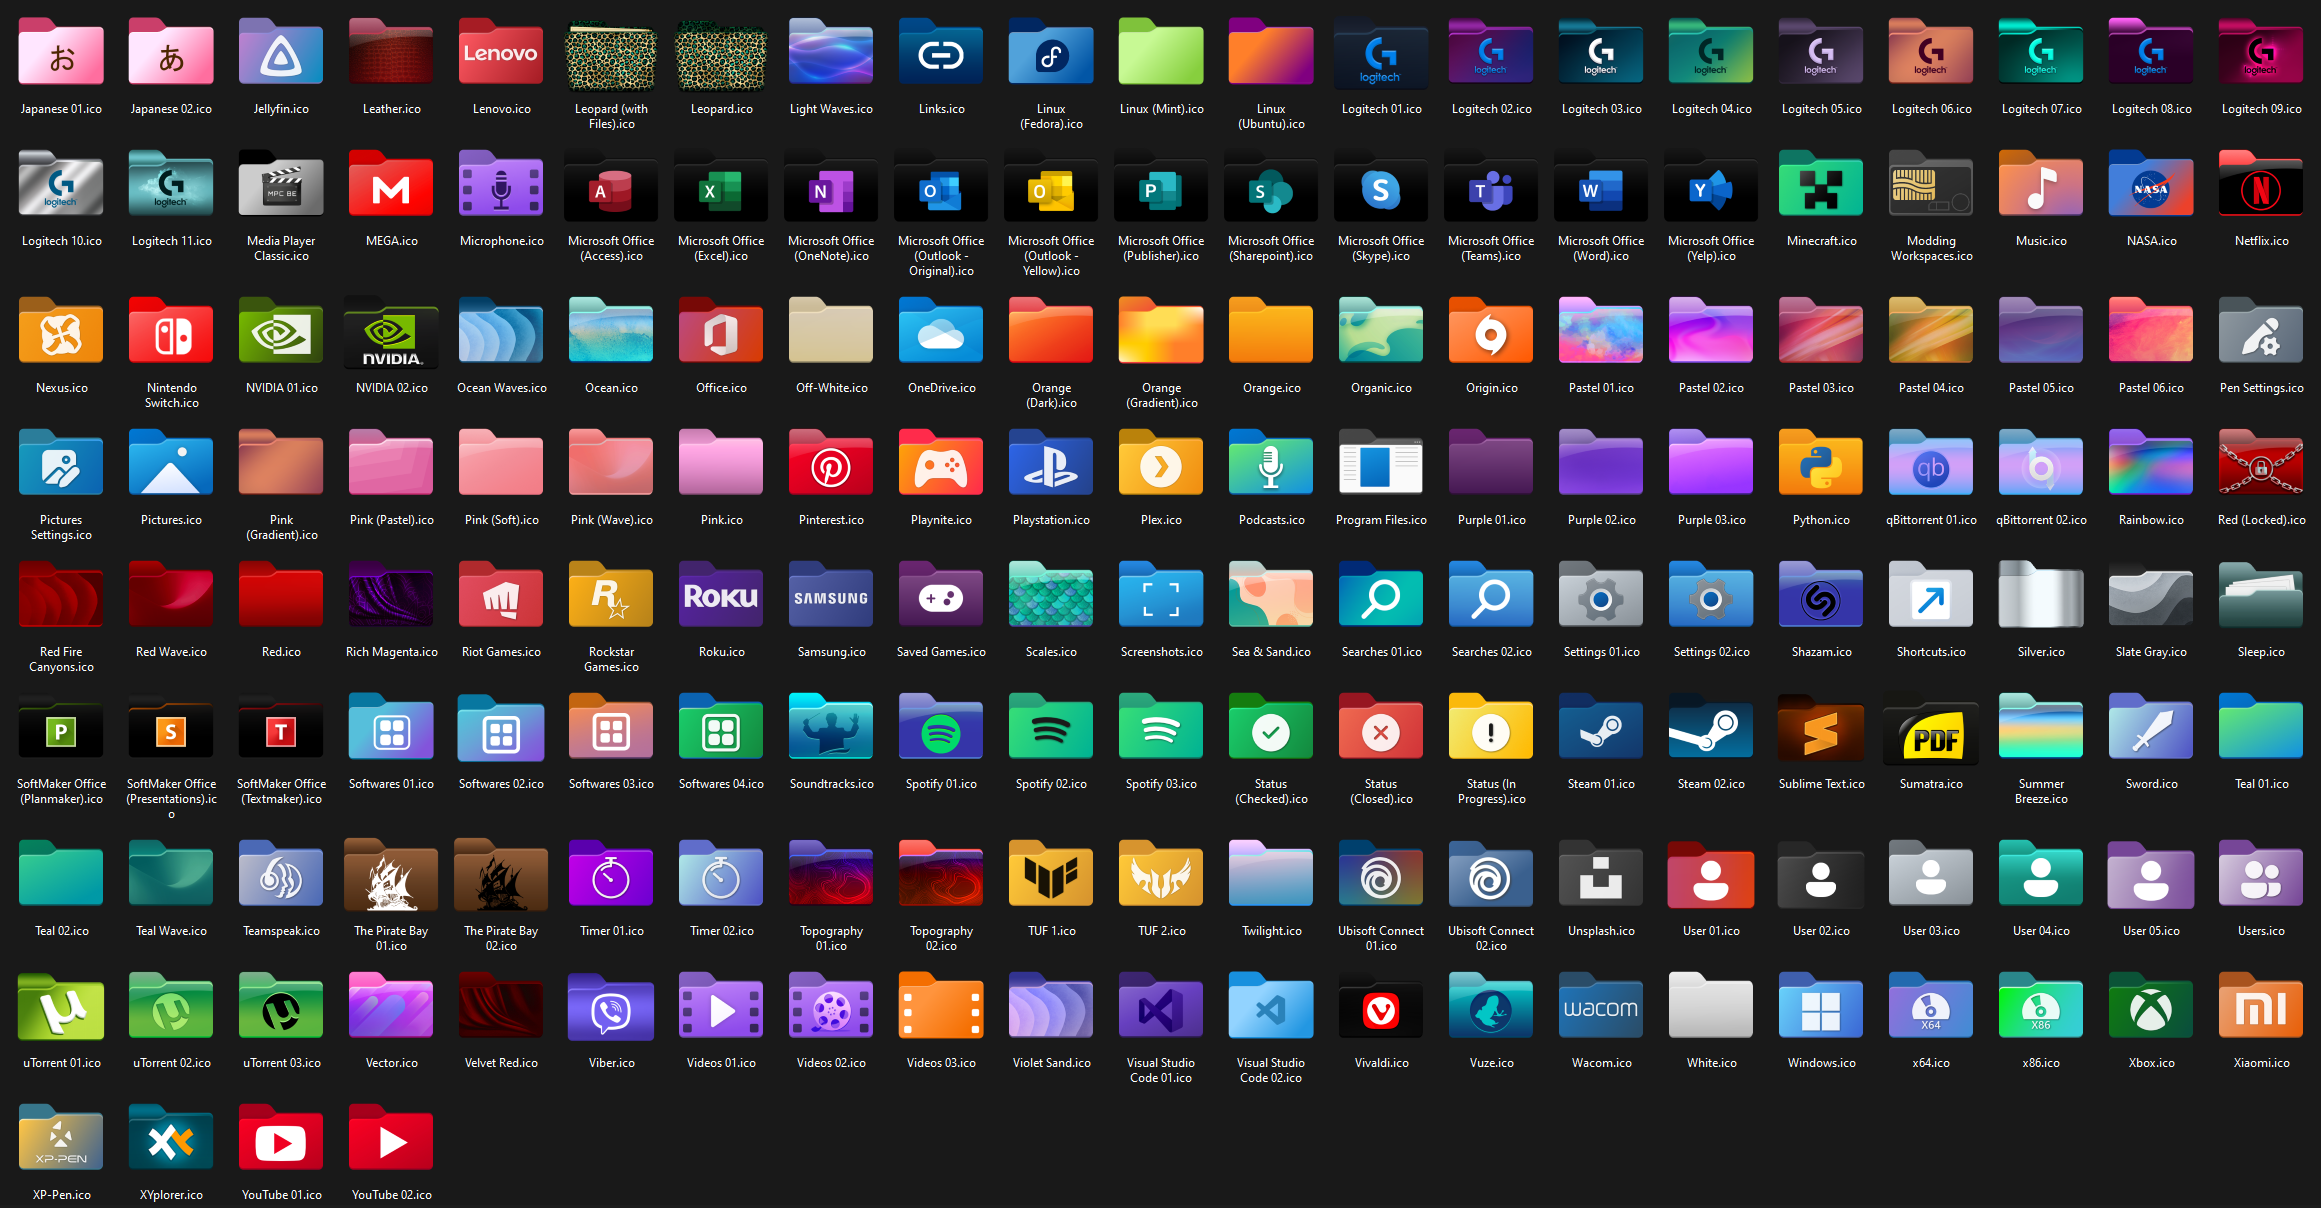 お
あ
Lenovo
logitech
logitech
logitech
logitech
logitech
logitech
logitech
logitech
logitech
Japanese 01.ico
Japanese 02.ico
Jellyfin.ico
Leather.ico
Lenovo.ico
Leopard (with
Files).ico
Leopard.ico
Light Waves.ico
Links.ico
Linux
(Fedora).ico
Linux (Mint).ico
Linux
(Ubuntu).ico
Logitech 01.ico
Logitech 02.ico
Logitech 03.ico
Logitech 04.ico
Logitech 05.ico
Logitech 06.ico
Logitech 07.ico
Logitech 08.ico
Logitech 09.ico
logitech
logitech
MPC BE
M
A
X
N
O
O
P
S
S
T
W
Y
NASA
N
Logitech 10.ico
Logitech 11.ico
Media Player
Classic.ico
MEGA.ico
Microphone.ico
Microsoft Office
(Access).ico
Microsoft Office
(Excel).ico
Microsoft Office
(OneNote).ico
Microsoft Office
(Outlook -
Original).ico
Microsoft Office
(Outlook -
Yellow).ico
Microsoft Office
(Publisher).ico
Microsoft Office
(Sharepoint).ico
Microsoft Office
(Skype).ico
Microsoft Office
(Teams).ico
Microsoft Office
(Word).ico
Microsoft Office
(Yelp).ico
Minecraft.ico
Modding
Workspaces.ico
Music.ico
NASA.ico
Netflix.ico
NVIDIA.
Nexus.ico
Nintendo
Switch.ico
NVIDIA 01.ico
NVIDIA 02.ico
Ocean Waves.ico
Ocean.ico
Office.ico
Off-White.ico
OneDrive.ico
Orange
(Dark).ico
Orange
(Gradient).ico
Orange.ico
Organic.ico
Origin.ico
Pastel 01.ico
Pastel 02.ico
Pastel 03.ico
Pastel 04.ico
Pastel 05.ico
Pastel 06.ico
Pen Settings.ico
qb
Pictures
Settings.ico
Pictures.ico
Pink
(Gradient).ico
Pink (Pastel).ico
Pink (Soft).ico
Pink (Wave).ico
Pink.ico
Pinterest.ico
Playnite.ico
Playstation.ico
Plex.ico
Podcasts.ico
Program Files.ico
Purple 01.ico
Purple 02.ico
Purple 03.ico
Python.ico
qBittorrent 01.ico
qBittorrent 02.ico
Rainbow.ico
Red (Locked).ico
R
ROKU
SAMSUNG
Red Fire
Canyons.ico
Red Wave.ico
Red.ico
Rich Magenta.ico
Riot Games.ico
Rockstar
Games.ico
Roku.ico
Samsung.ico
Saved Games.ico
Scales.ico
Screenshots.ico
Sea & Sand.ico
Searches 01.ico
Searches 02.ico
Settings 01.ico
Settings 02.ico
Shazam.ico
Shortcuts.ico
Silver.ico
Slate Gray.ico
Sleep.ico
P
S
T
PDF
SoftMaker Office
(Planmaker).ico
SoftMaker Office
(Presentations).ic
o
SoftMaker Office
(Textmaker).ico
Softwares 01.ico
Softwares 02.ico
Softwares 03.ico
Softwares 04.ico
Soundtracks.ico
Spotify 01.ico
Spotify 02.ico
Spotify 03.ico
Status
(Checked).ico
Status
(Closed).ico
Status (In
Progress).ico
Steam 01.ico
Steam 02.ico
Sublime Text.ico
Sumatra.ico
Summer
Breeze.ico
Sword.ico
Teal 01.ico
Teal 02.ico
Teal Wave.ico
Teamspeak.ico
The Pirate Bay
01.ico
The Pirate Bay
02.ico
Timer 01.ico
Timer 02.ico
Topography
01.ico
Topography
02.ico
TUF 1.ico
TUF 2.ico
Twilight.ico
Ubisoft Connect
01.ico
Ubisoft Connect
02.ico
Unsplash.ico
User 01.ico
User 02.ico
User 03.ico
User 04.ico
User 05.ico
Users.ico
wacom
X64
X86
uTorrent 01.ico
uTorrent 02.ico
uTorrent 03.ico
Vector.ico
Velvet Red.ico
Viber.ico
Videos 01.ico
Videos 02.ico
Videos 03.ico
Violet Sand.ico
Visual Studio
Code 01.ico
Visual Studio
Code 02.ico
Vivaldi.ico
Vuze.ico
Wacom.ico
White.ico
Windows.ico
x64.ico
x86.ico
Xbox.ico
Xiaomi.ico
XP-PEN
XP-Pen.ico
XYplorer.ico
YouTube 01.ico
YouTube 02.ico